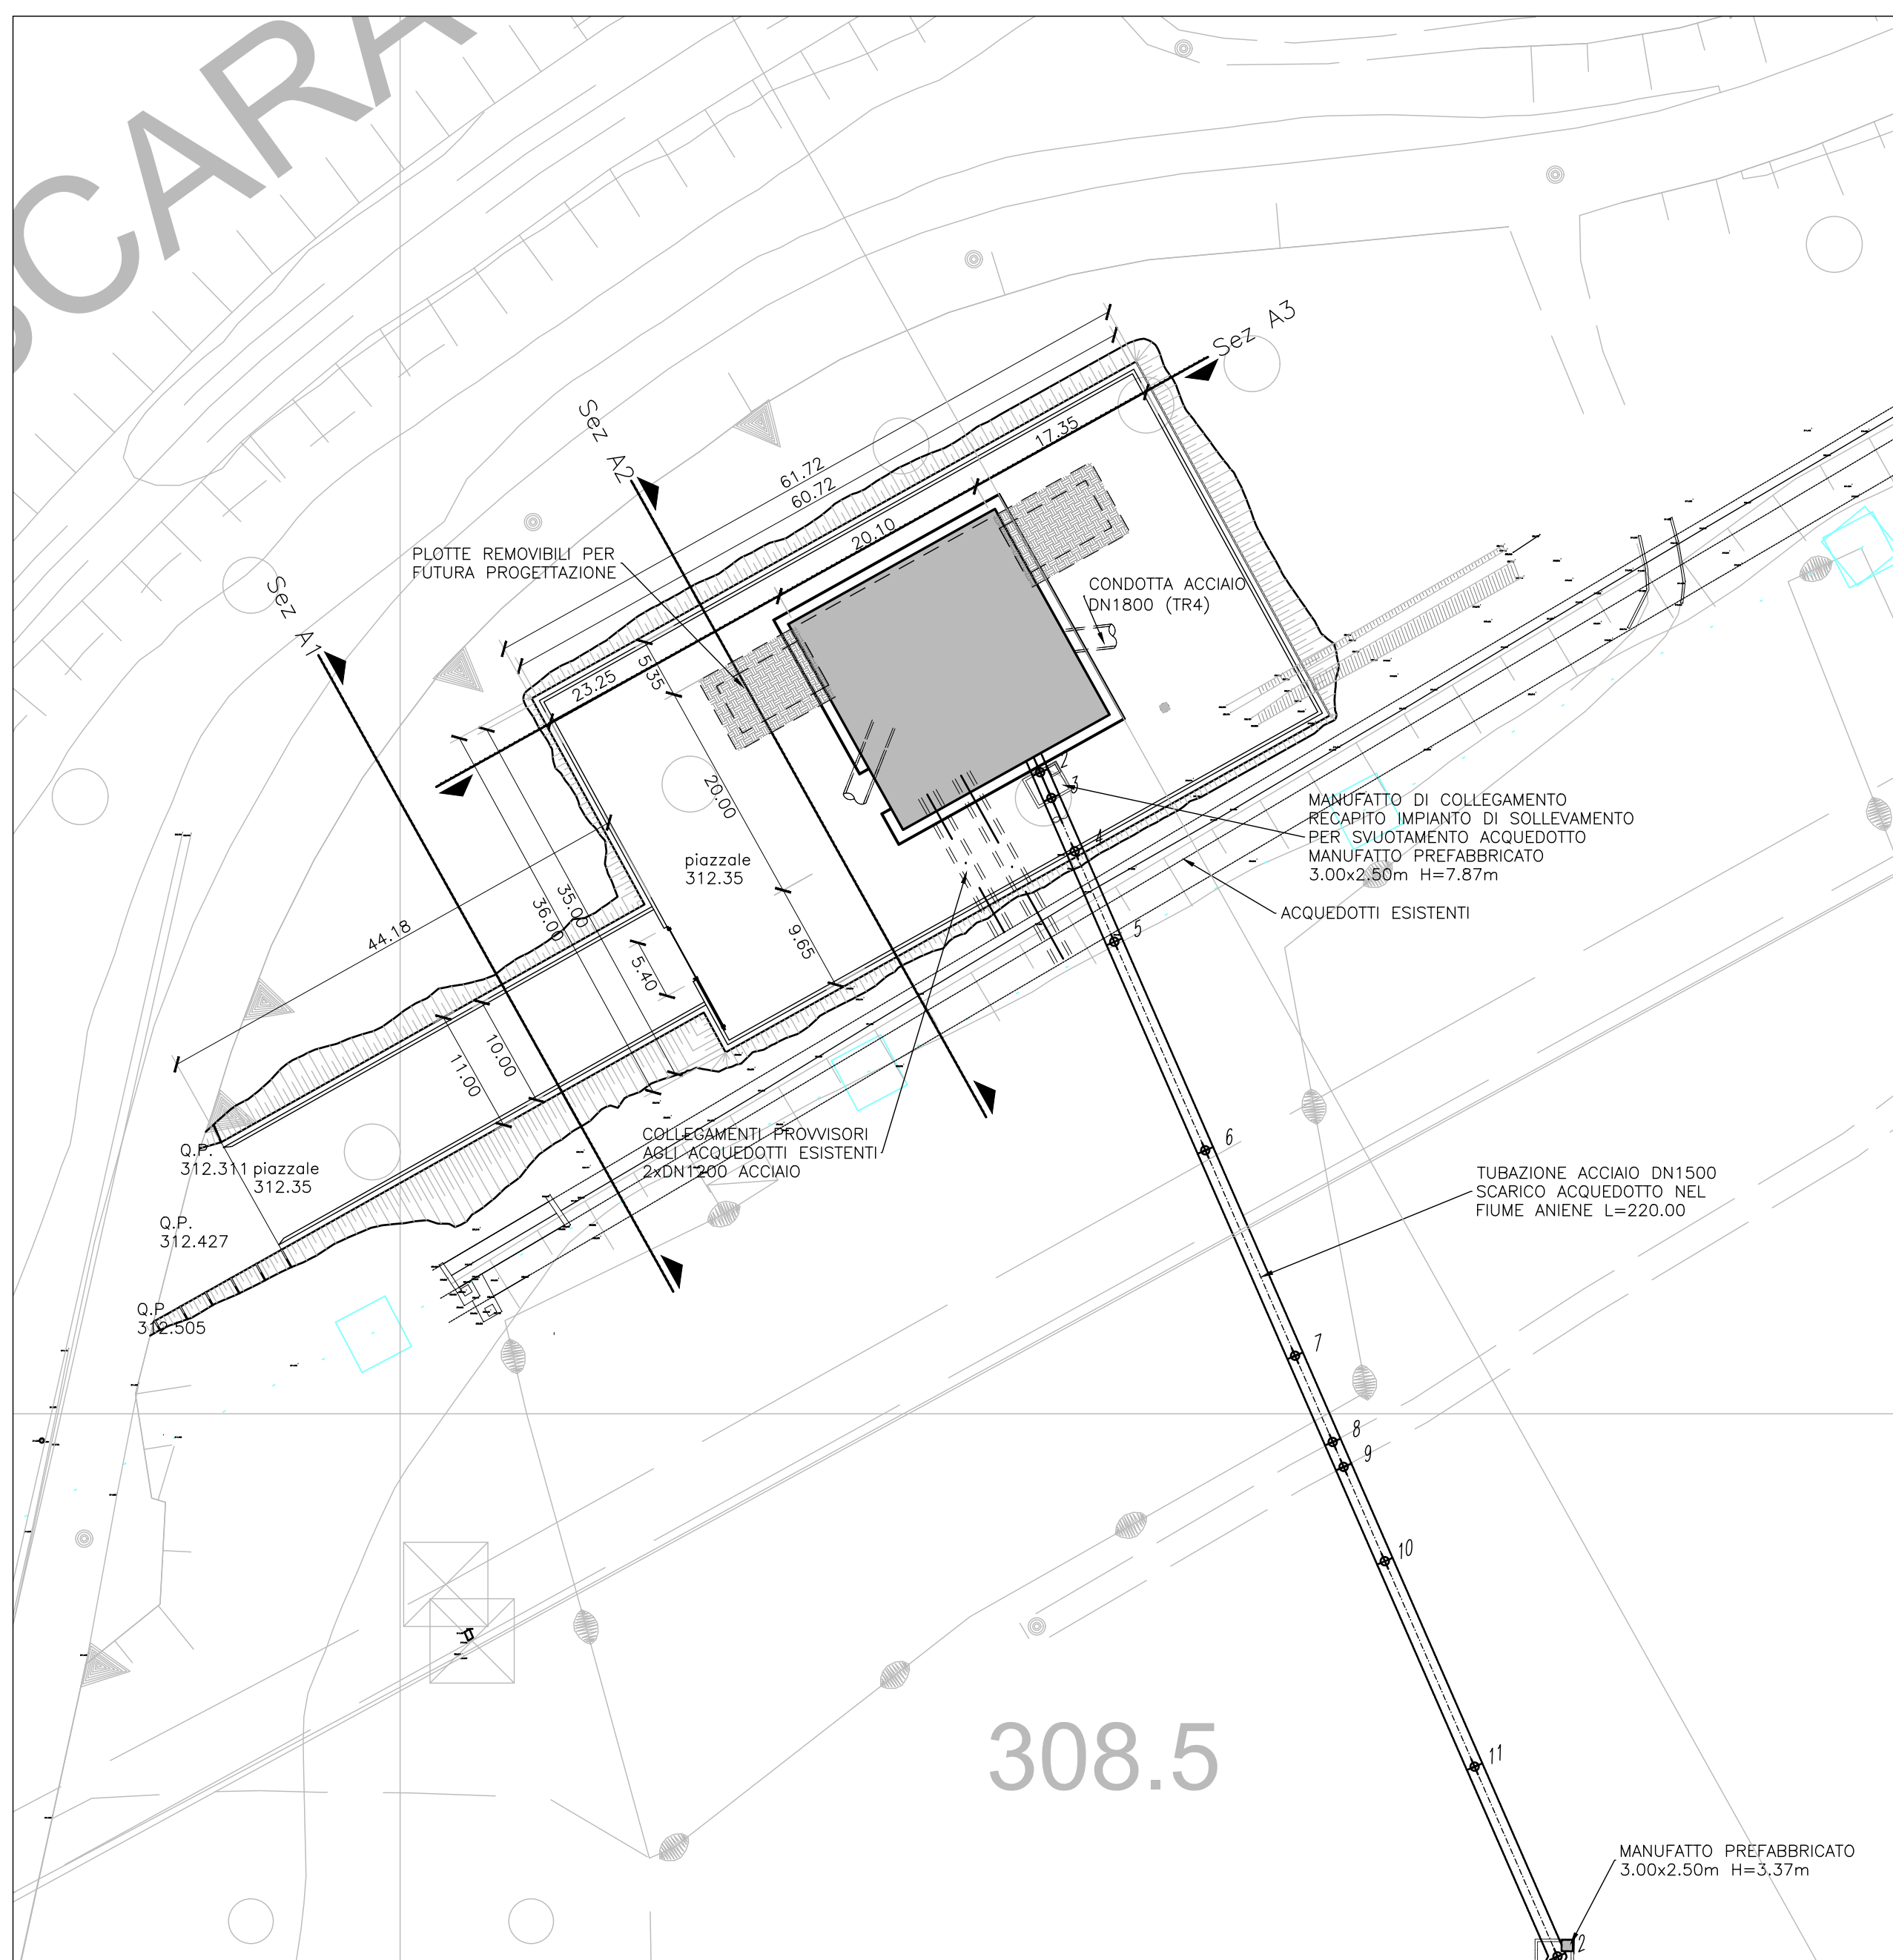 SCARA
Sez A3
Sez A2
Sez A1
61.72
60.72
17.35
20.10
23.25
5.35
20.00
9.65
35.00
36.00
5.40
44.18
10.00
11.00
PLOTTE REMOVIBILI PER
FUTURA PROGETTAZIONE
CONDOTTA ACCIAIO
DN1800 (TR4)
piazzale
312.35
MANUFATTO DI COLLEGAMENTO
RECAPITO IMPIANTO DI SOLLEVAMENTO
PER SVUOTAMENTO ACQUEDOTTO
MANUFATTO PREFABBRICATO
3.00x2.50m H=7.87m
ACQUEDOTTI ESISTENTI
COLLEGAMENTI PROVVISORI
AGLI ACQUEDOTTI ESISTENTI
2xDN1200 ACCIAIO
Q.P.
312.311
piazzale
312.35
Q.P.
312.427
Q.P.
312.505
TUBAZIONE ACCIAIO DN1500
SCARICO ACQUEDOTTO NEL
FIUME ANIENE L=220.00
2
3
4
5
6
7
8
9
10
11
308.5
MANUFATTO PREFABBRICATO
3.00x2.50m H=3.37m
12